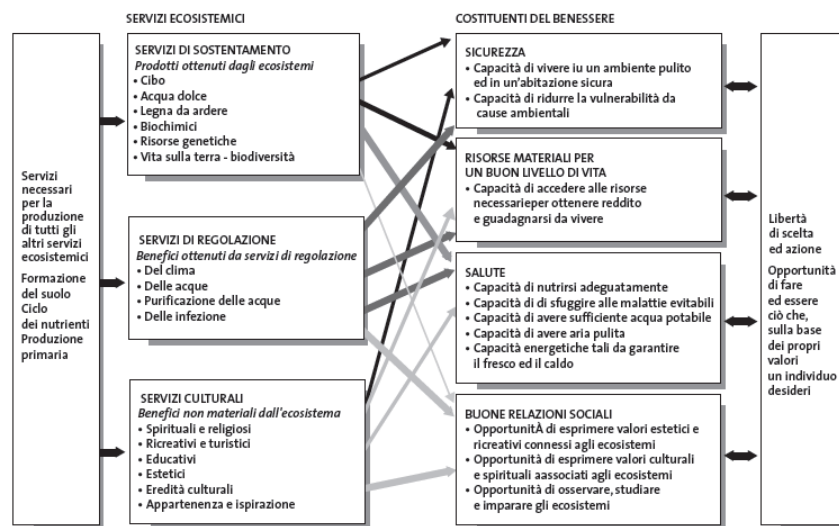 SERVIZI ECOSISTEMICI
COSTITUENTI DEL BENESSERE
Servizi
necessari
per la
produzione
di tutti gli
altri servizi
ecosistemici
Formazione
del suolo
Ciclo
dei nutrienti
Produzione
primaria
SERVIZI DI SOSTENTAMENTO
Prodotti ottenuti dagli ecosistemi
• Cibo
• Acqua dolce
• Legna da ardere
• Biochimici
• Risorse genetiche
• Vita sulla terra - biodiversità
SERVIZI DI REGOLAZIONE
Benefici ottenuti da servizi di regolazione
• Del clima
• Delle acque
• Purificazione delle acque
• Delle infezione
SERVIZI CULTURALI
Benefici non materiali dall'ecosistema
• Spirituali e religiosi
• Ricreativi e turistici
• Educativi
• Estetici
• Eredità culturali
• Appartenenza e ispirazione
SICUREZZA
• Capacità di vivere iu un ambiente pulito
ed in un'abitazione sicura
• Capacità di ridurre la vulnerabilità da
cause ambientali
RISORSE MATERIALI PER
UN BUON LIVELLO DI VITA
• Capacità di accedere alle risorse
necessarieper ottenere reddito
e guadagnarsi da vivere
SALUTE
• Capacità di nutrirsi adeguatamente
• Capacità di di sfuggire alle malattie evitabili
• Capacità di avere sufficiente acqua potabile
• Capacità di avere aria pulita
• Capacità energetiche tali da garantire
il fresco ed il caldo
BUONE RELAZIONI SOCIALI
• OpportunitÀ di esprimere valori estetici e
ricreativi connessi agli ecosistemi
• Opportunità di esprimere valori culturali
e spirituali aassociati agli ecosistemi
• Opportunità di osservare, studiare
e imparare gli ecosistemi
Libertà
di scelta
ed azione
Opportunità
di fare
ed essere
ciò che,
sulla base
dei propri
valori
un individuo
desideri